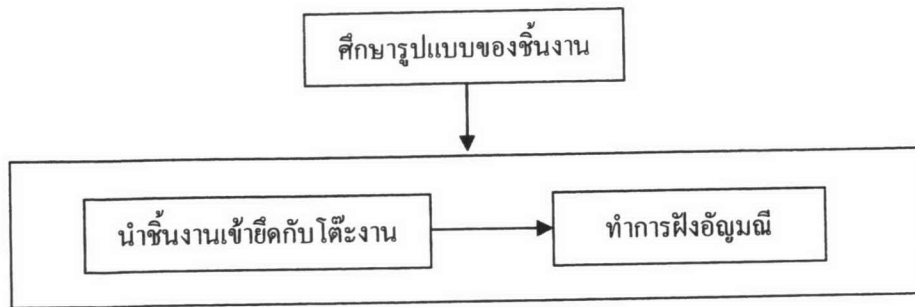 ศึกษารูปแบบของชิ้นงาน
นำชิ้นงานเข้ายึดกับโต๊ะงาน
ทำการฝังอัญมณี